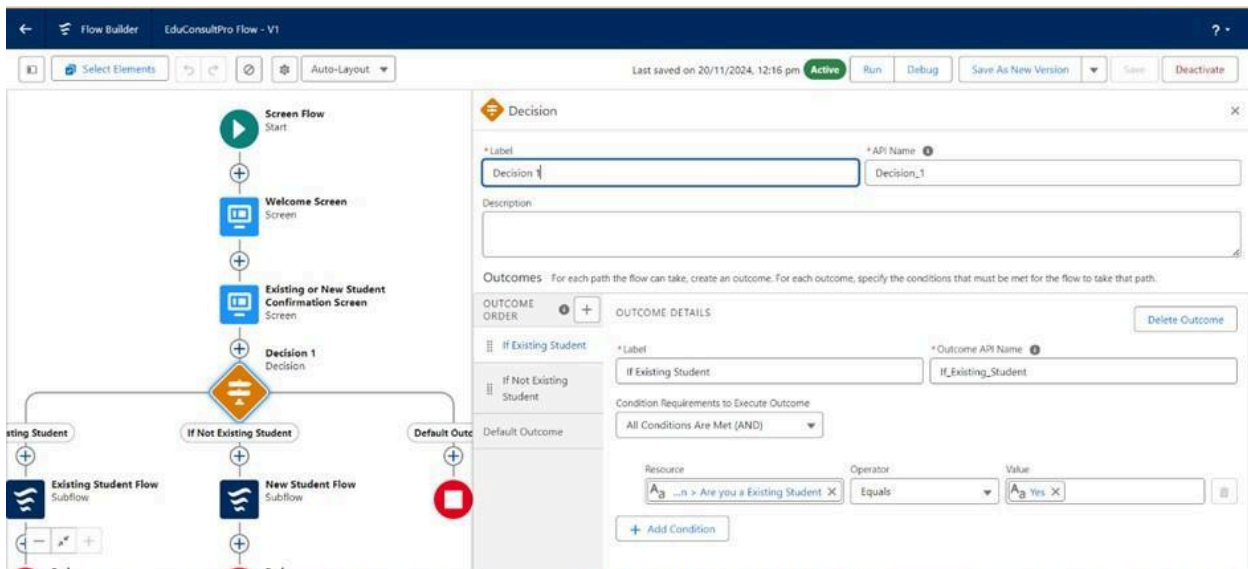 Flow Builder EduConsultPro Flow - V1 ?
Select Elements Auto-Layout Last saved on 20/11/2024, 12:16 pm Active Run Debug Save As New Version Save Deactivate
Screen Flow
Start
Welcome Screen
Screen
Existing or New Student
Confirmation Screen
Screen
Decision 1
Decision
sting Student If Not Existing Student Default Outc
Existing Student Flow
Subflow
New Student Flow
Subflow
Decision
* Label * API Name
Decision 1 Decision_1
Description
Outcomes For each path the flow can take, create an outcome. For each outcome, specify the conditions that must be met for the flow to take that path.
OUTCOME
ORDER
If Existing Student
If Not Existing
Student
Default Outcome
OUTCOME DETAILS Delete Outcome
* Label * Outcome API Name
If Existing Student If_Existing_Student
Condition Requirements to Execute Outcome
All Conditions Are Met (AND)
Resource Operator Value
Aa ...n > Are you a Existing Student Equals Aa Yes
+ Add Condition